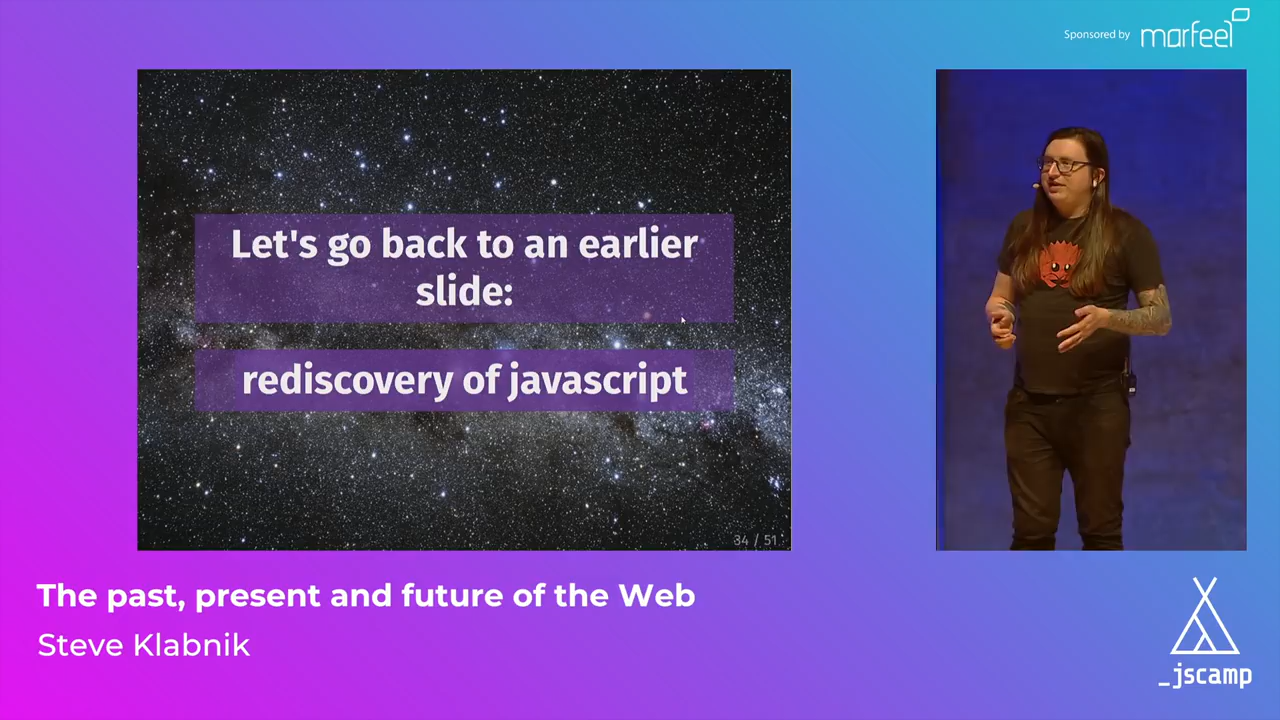 Sponsored by marfeel
Let's go back to an earlier
slide:
rediscovery of javascript
34 / 51
The past, present and future of the Web
Steve Klabnik
_jscamp